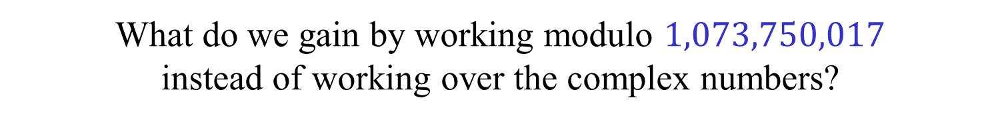 What do we gain by working modulo 1,073,750,017
instead of working over the complex numbers?